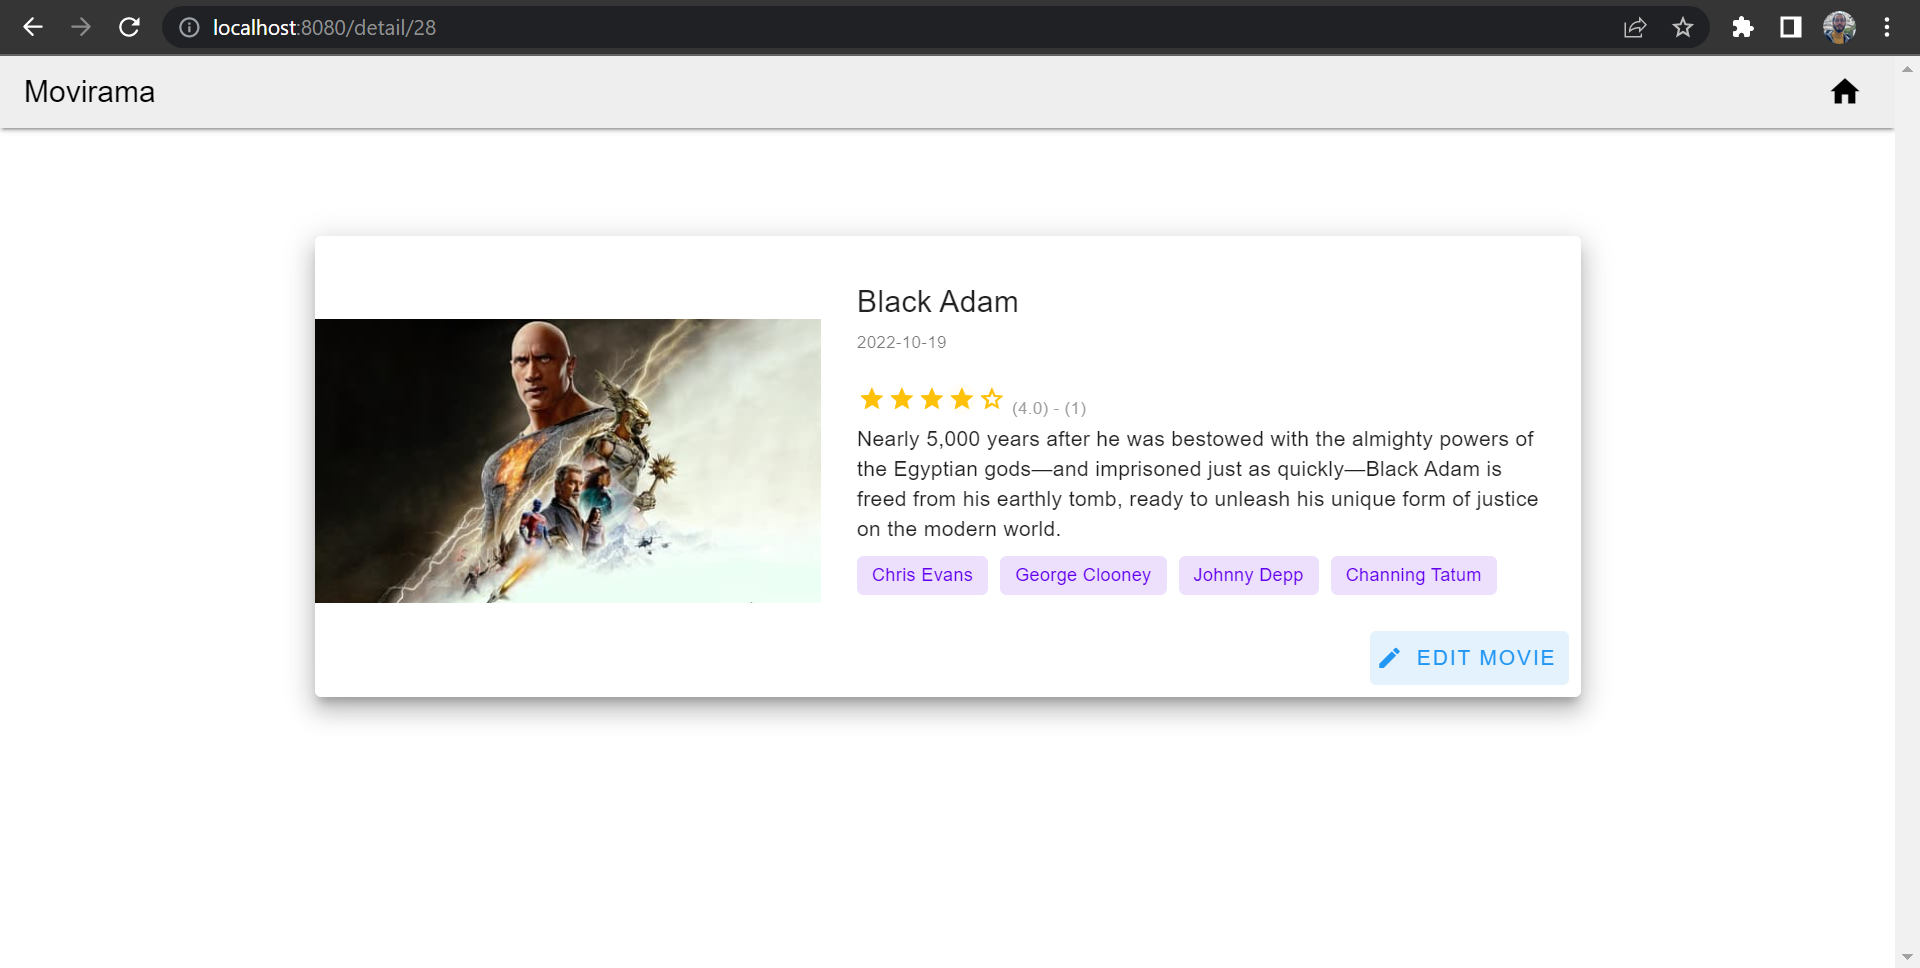 localhost:8080/detail/28
Movirama
Black Adam
2022-10-19
(4.0) - (1)
Nearly 5,000 years after he was bestowed with the almighty powers of
the Egyptian gods—and imprisoned just as quickly—Black Adam is
freed from his earthly tomb, ready to unleash his unique form of justice
on the modern world.
Chris Evans George Clooney Johnny Depp Channing Tatum
EDIT MOVIE